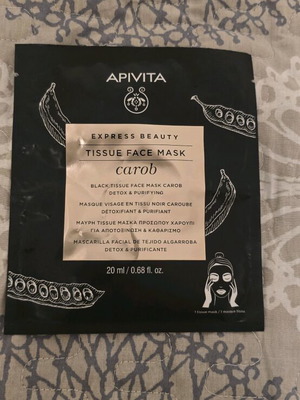 APIVITA
EXPRESS BEAUTY
TISSUE FACE MASK
carob
BLACK TISSUE FACE MASK CAROB
DETOX & PURIFYING
MASQUE VISAGE EN TISSU NOIR CAROUBE
DÉTOXIFIANT & PURIFIANT
ΜΑΥΡΗ TISSUE ΜΑΣΚΑ ΠΡΟΣΩΠΟΥ ΧΑΡΟΥΠΙ
ΓΙΑ ΑΠΟΤΟΞΙΝΩΣΗ & ΚΑΘΑΡΙΣΜΟ
MASCARILLA FACIAL DE TEJIDO ALGARROBA
DETOX & PURIFICANTE
20 ml / 0.68 fl. oz.